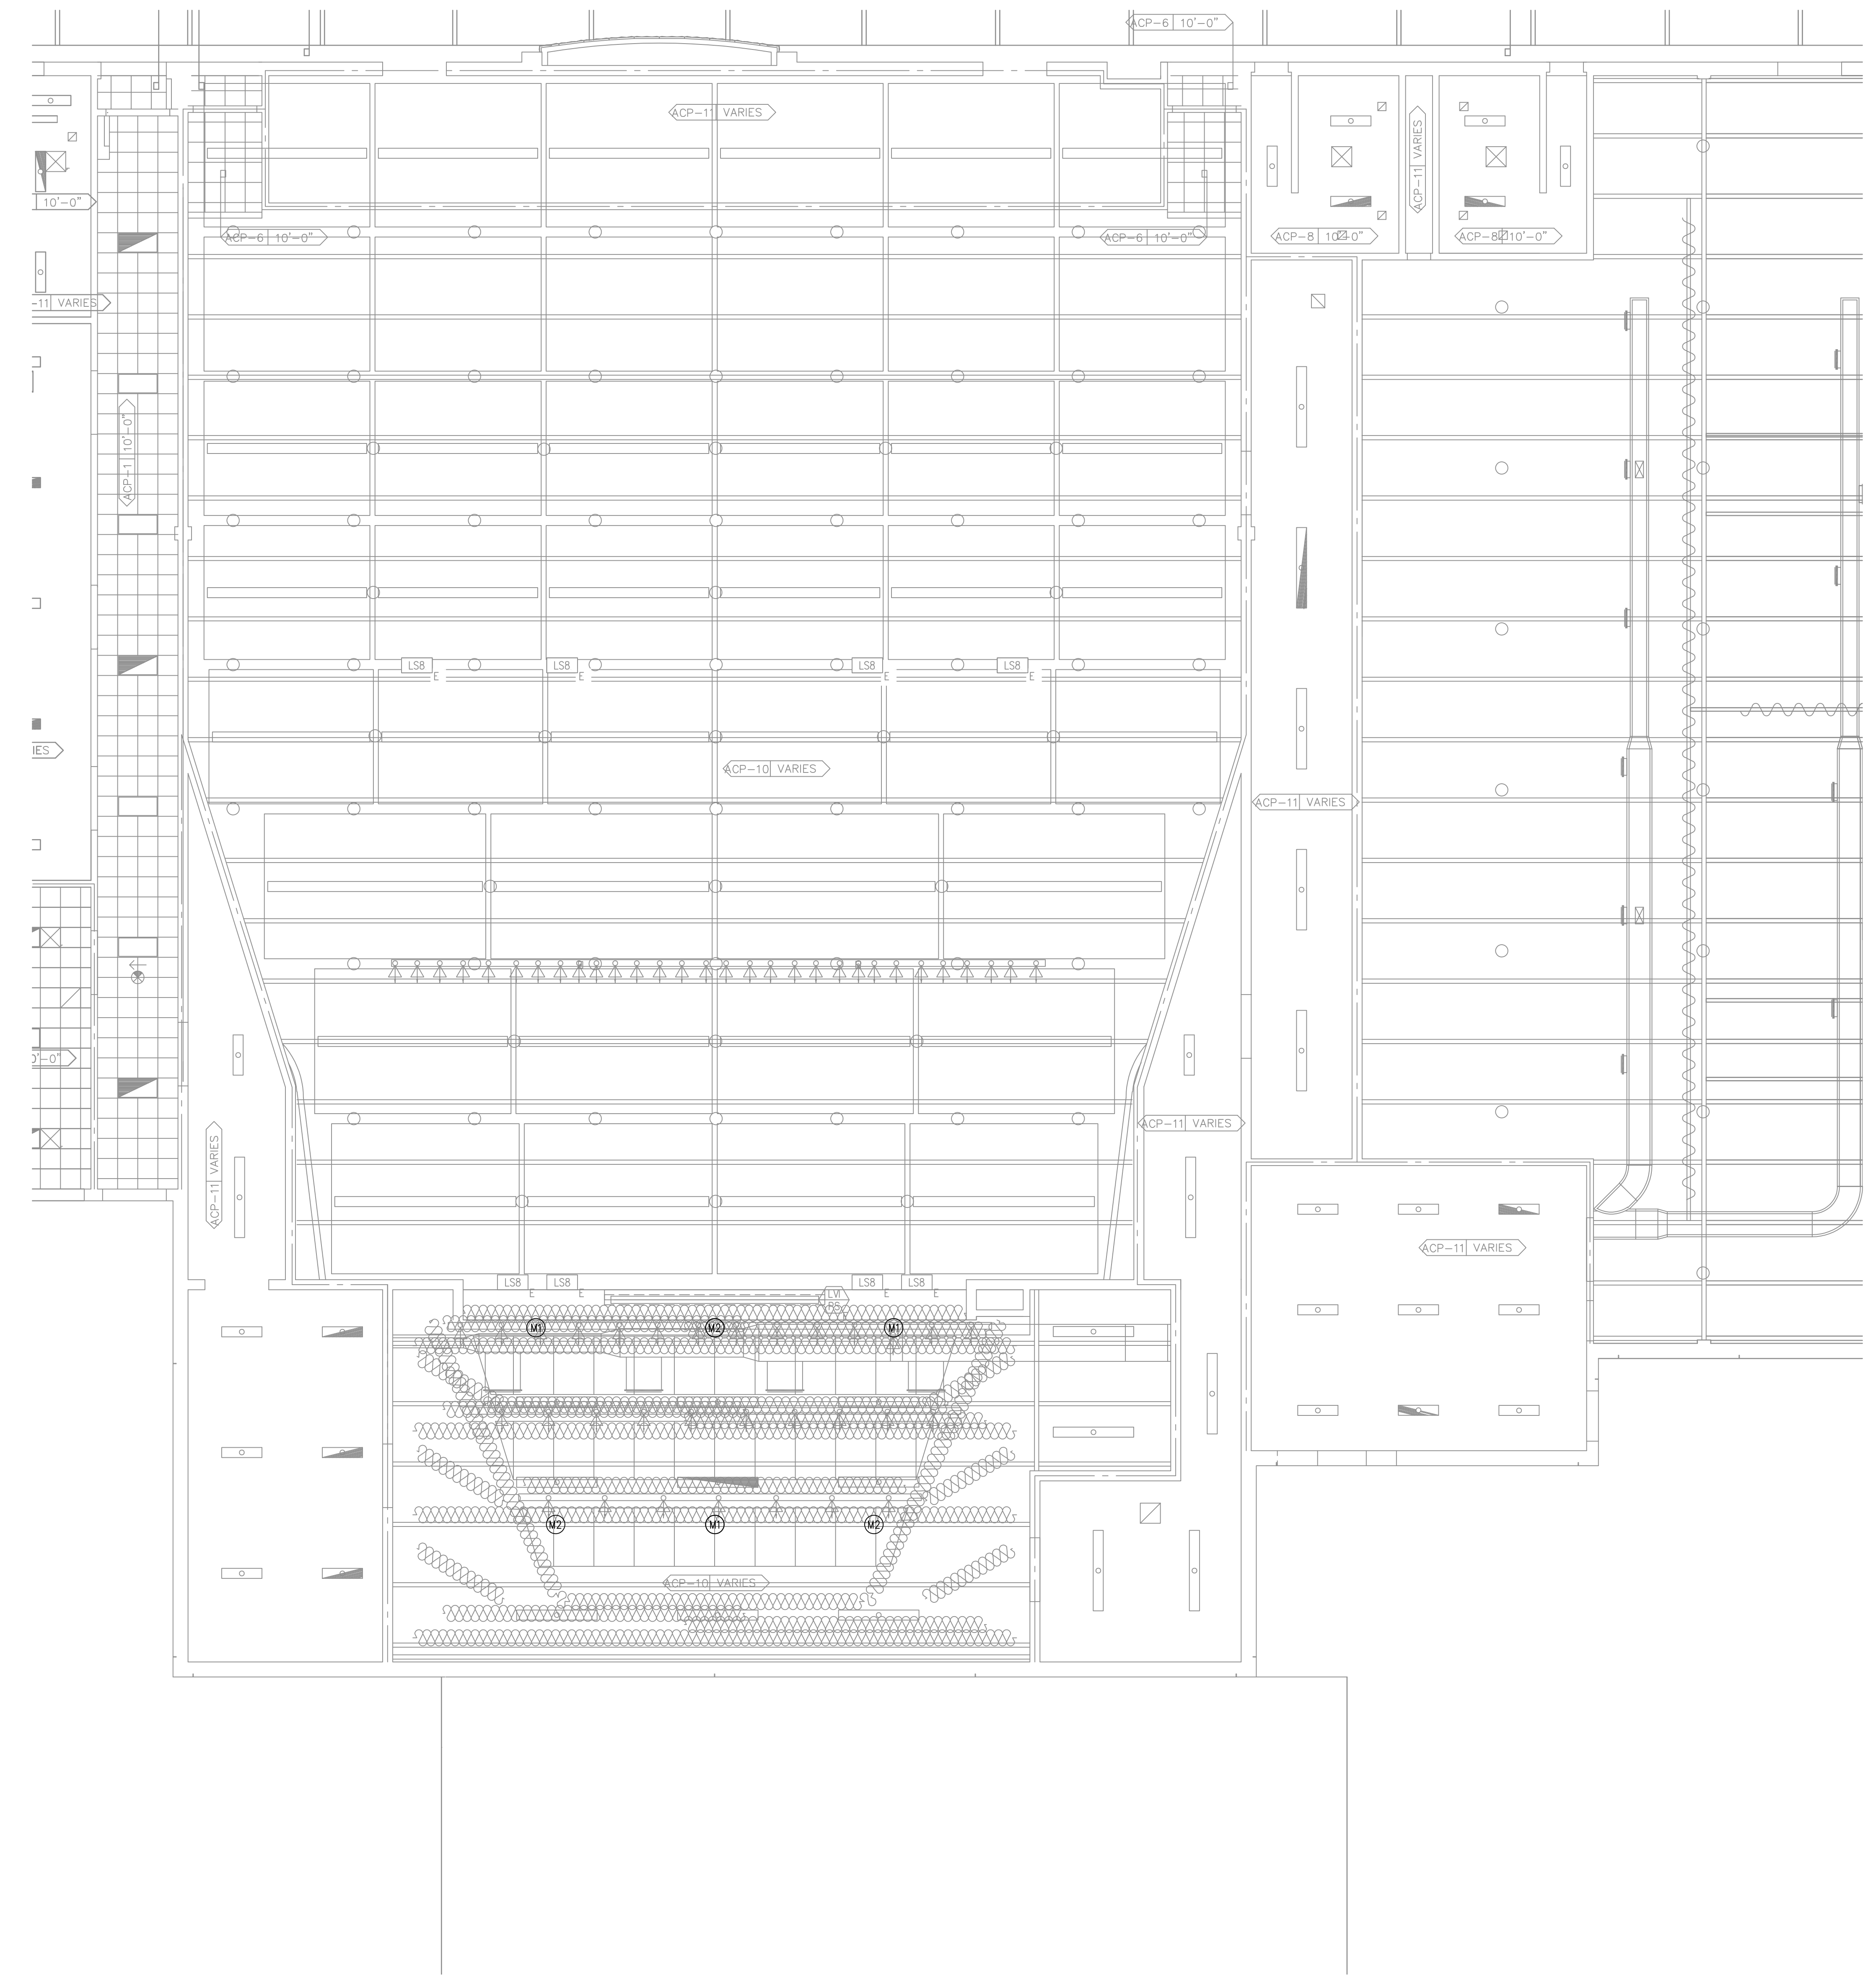 ACP-6 10'-0"
ACP-11 VARIES
ACP-11 VARIES
10'-0"
ACP-6 10'-0"
ACP-6 10'-0"
ACP-8 10'-0"
ACP-8 10'-0"
-11 VARIES
ACP-1 10'-0"
LS8 LS8 LS8 LS8
E E E E
IES
ACP-10 VARIES
ACP-11 VARIES
0'-0"
ACP-11 VARIES
ACP-11 VARIES
ACP-11 VARIES
LS8 LS8 LS8 LS8
E E E E
LVI
PS
M1 M2 M1
M2 M1 M2
ACP-10 VARIES